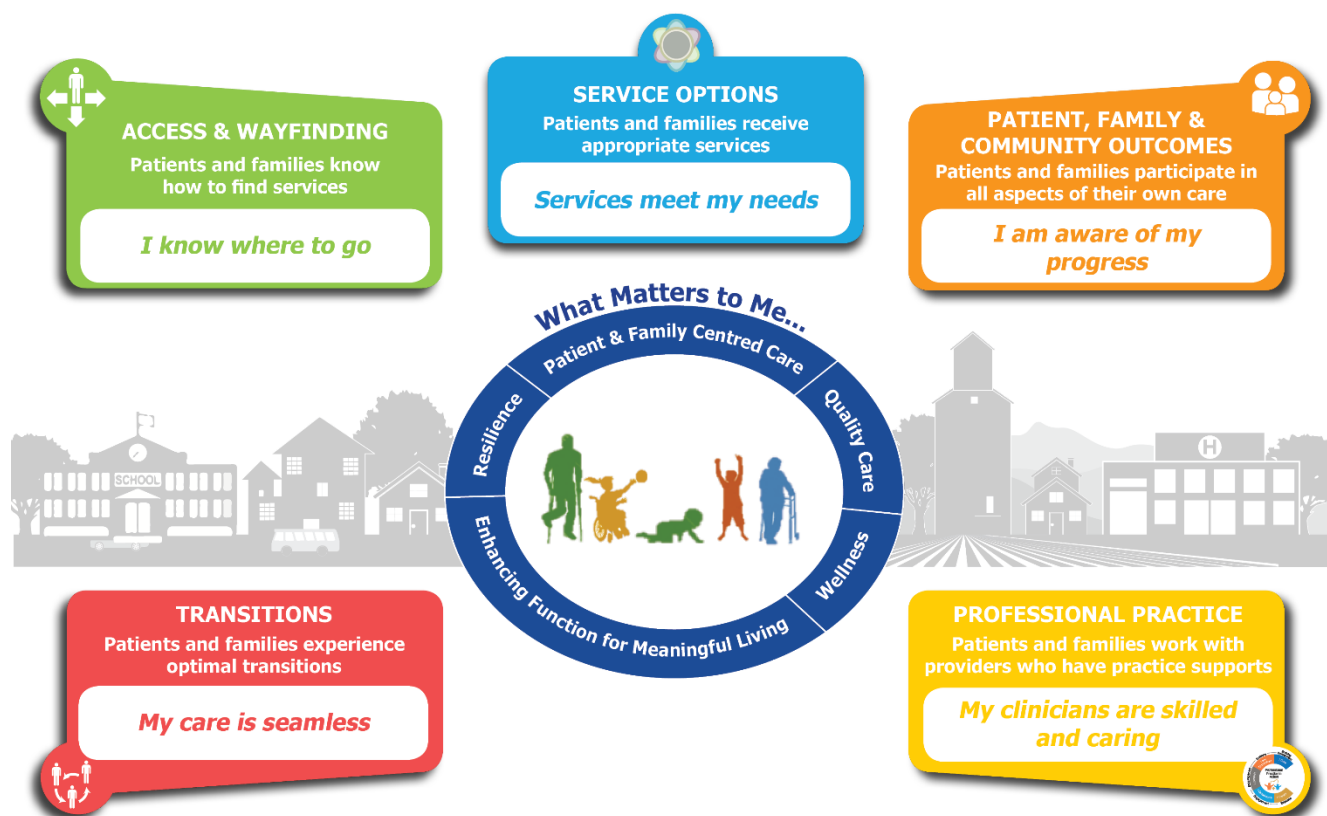 ACCESS & WAYFINDING
Patients and families know
how to find services
I know where to go
SERVICE OPTIONS
Patients and families receive
appropriate services
Services meet my needs
PATIENT, FAMILY &
COMMUNITY OUTCOMES
Patients and families participate in
all aspects of their own care
I am aware of my
progress
What Matters to Me...
Patient & Family Centred Care
Resilience
Quality Care
Wellness
Enhancing Function for Meaningful Living
SCHOOL
H
TRANSITIONS
Patients and families experience
optimal transitions
My care is seamless
PROFESSIONAL PRACTICE
Patients and families work with
providers who have practice supports
My clinicians are skilled
and caring